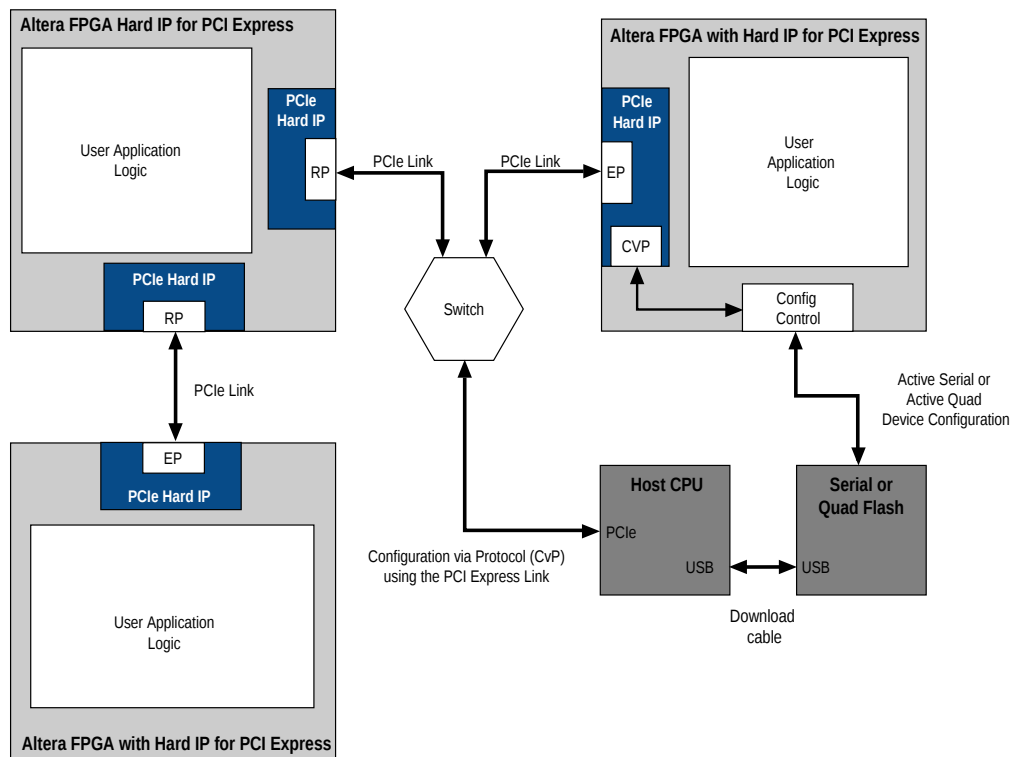 Altera FPGA Hard IP for PCI Express
User Application
Logic
PCIe
Hard IP
RP
PCIe Hard IP
RP
PCIe Link
PCIe Link
PCIe Link
Switch
Altera FPGA with Hard IP for PCI Express
PCIe
Hard IP
EP
CVP
User
Application
Logic
Config
Control
Active Serial or
Active Quad
Device Configuration
EP
PCIe Hard IP
User Application
Logic
Altera FPGA with Hard IP for PCI Express
Configuration via Protocol (CvP)
using the PCI Express Link
Host CPU
PCIe
USB
Serial or
Quad Flash
USB
Download
cable